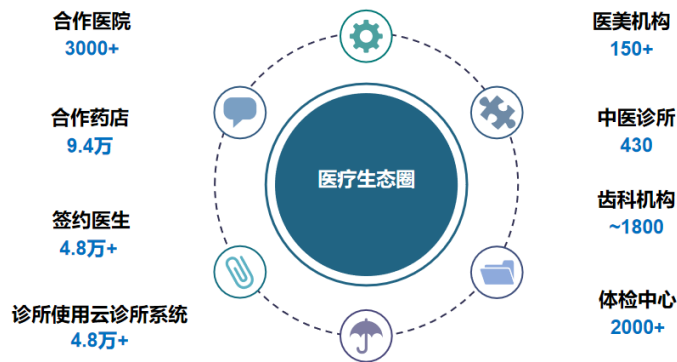 合作医院
3000+
合作药店
9.4万
签约医生
4.8万+
诊所使用云诊所系统
4.8万+
医疗生态圈
医美机构
150+
中医诊所
430
齿科机构
~1800
体检中心
2000+